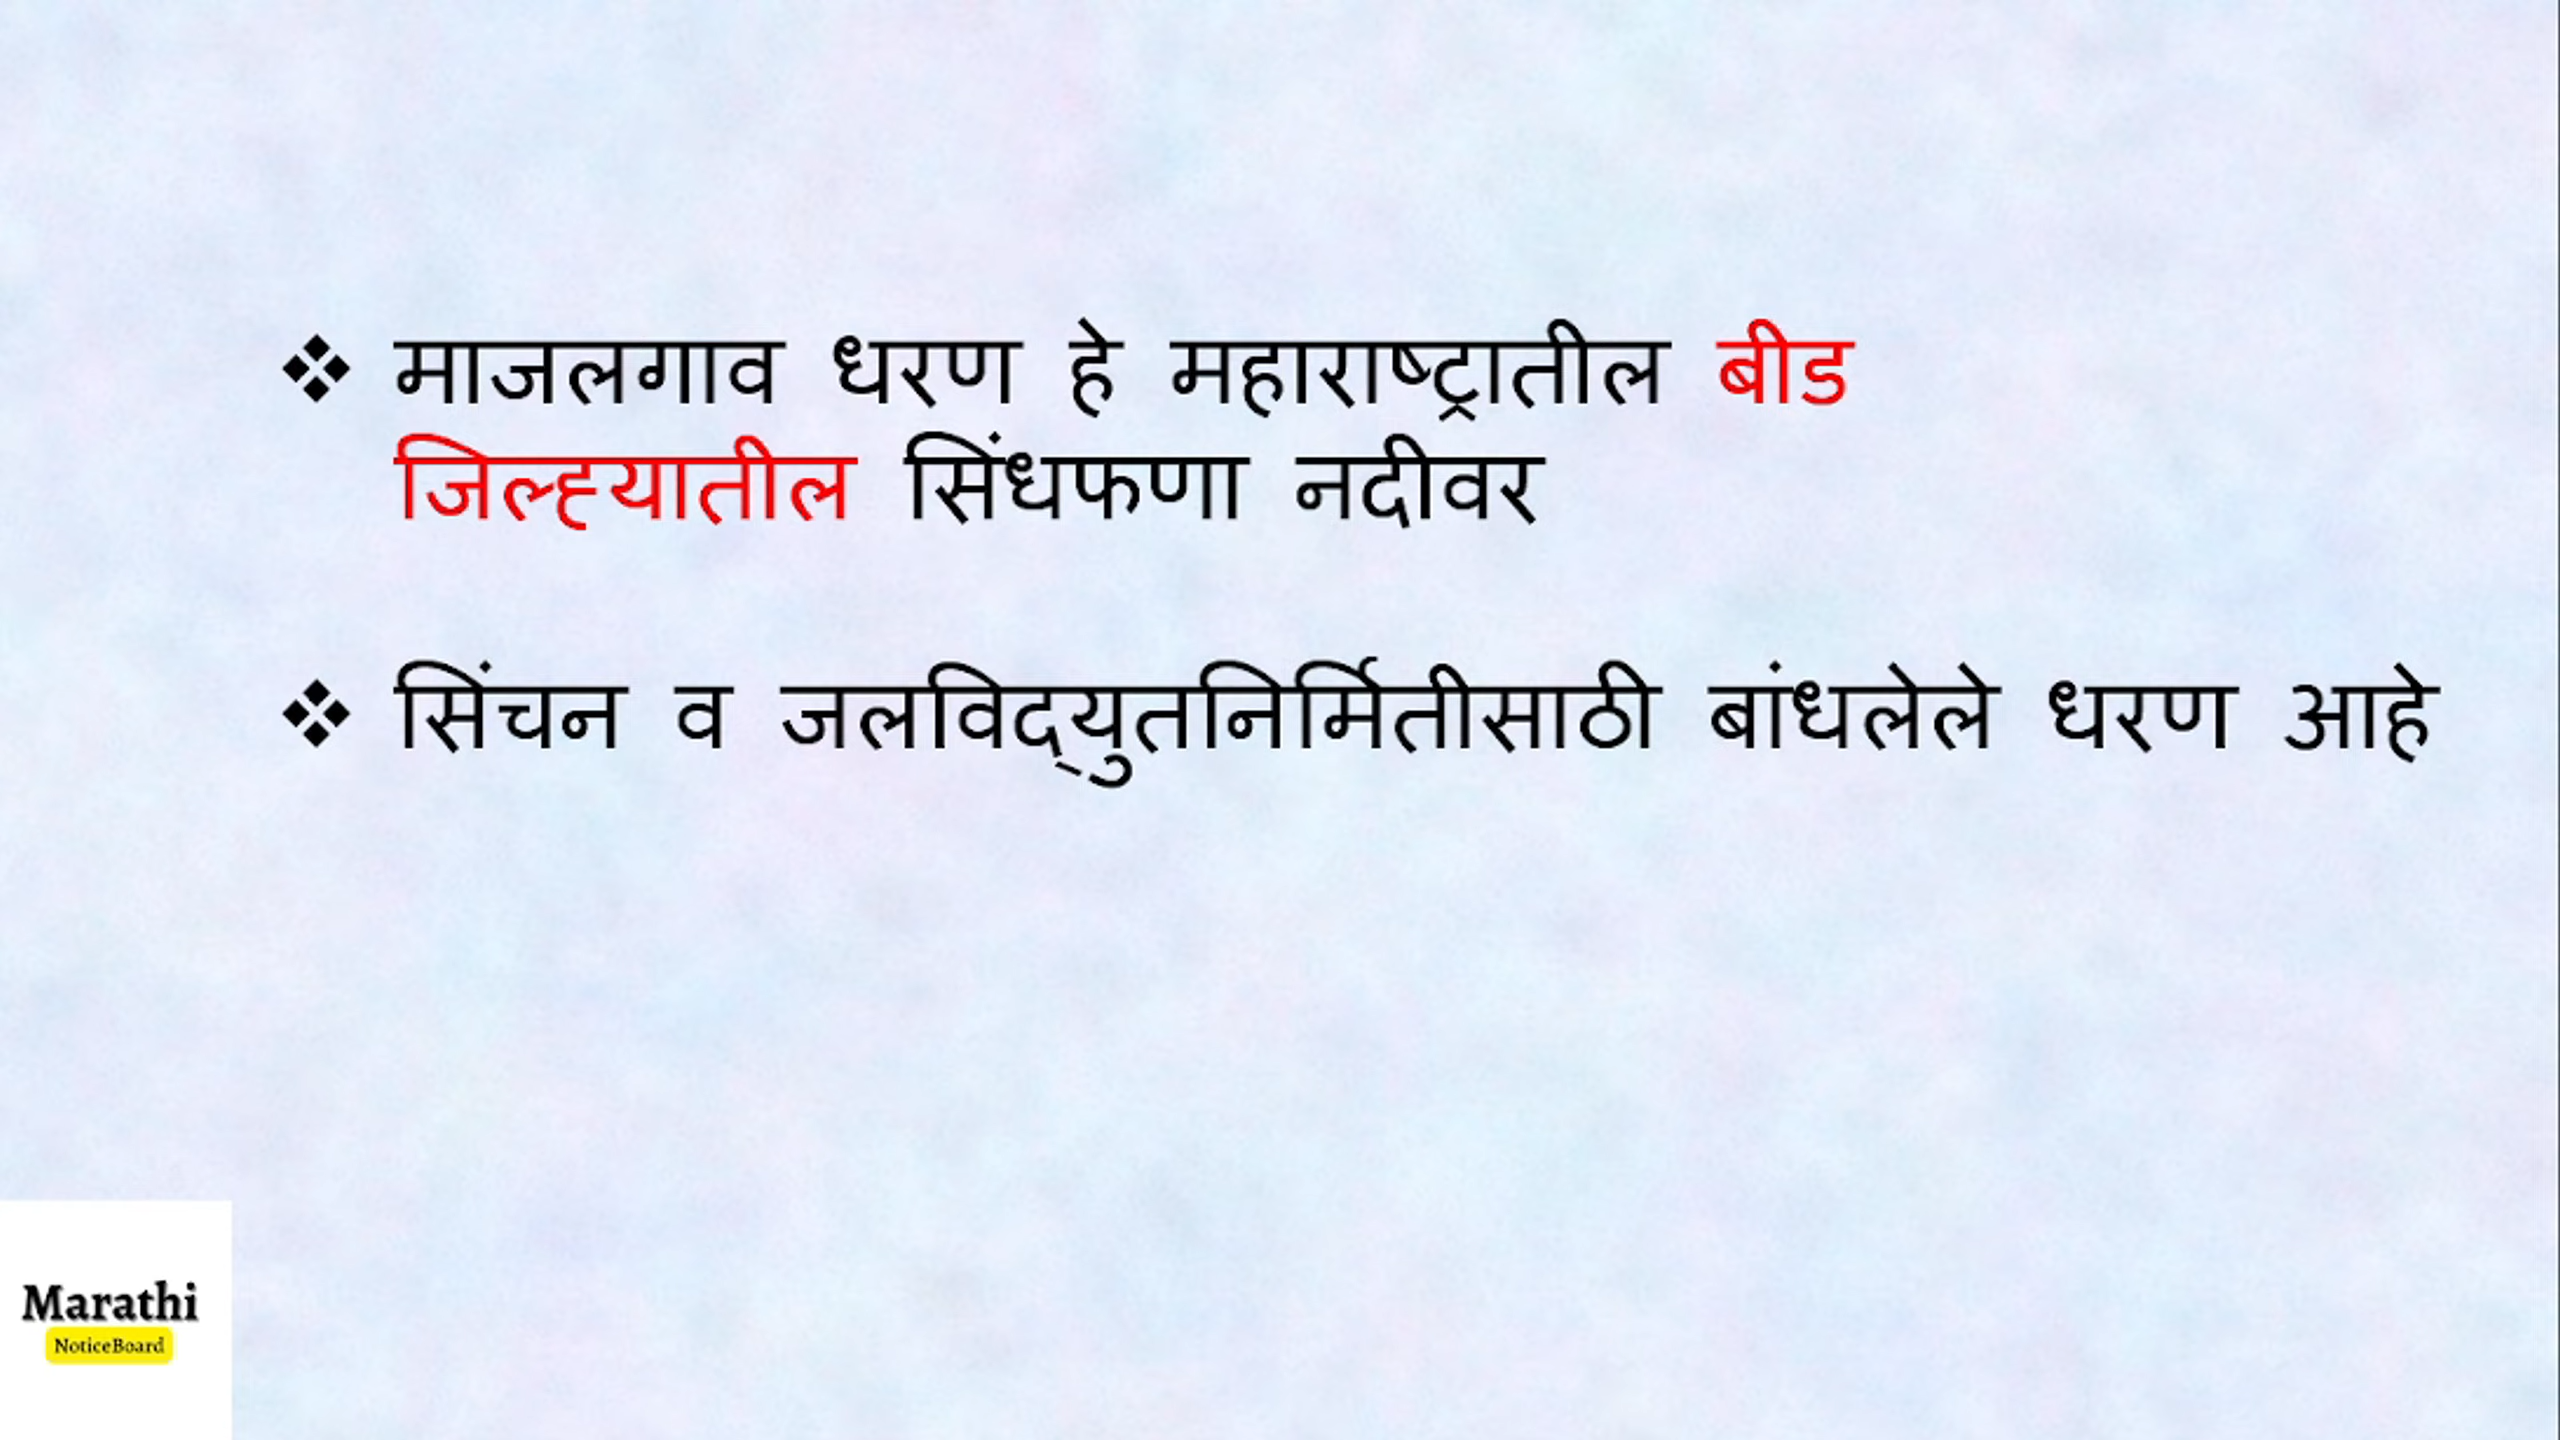 ❖ माजलगाव धरण हे महाराष्ट्रातील बीड
जिल्ह्यातील सिंधफणा नदीवर
❖ सिंचन व जलविद्‌युतनिर्मितीसाठी बांधलेले धरण आहे
Marathi
NoticeBoard